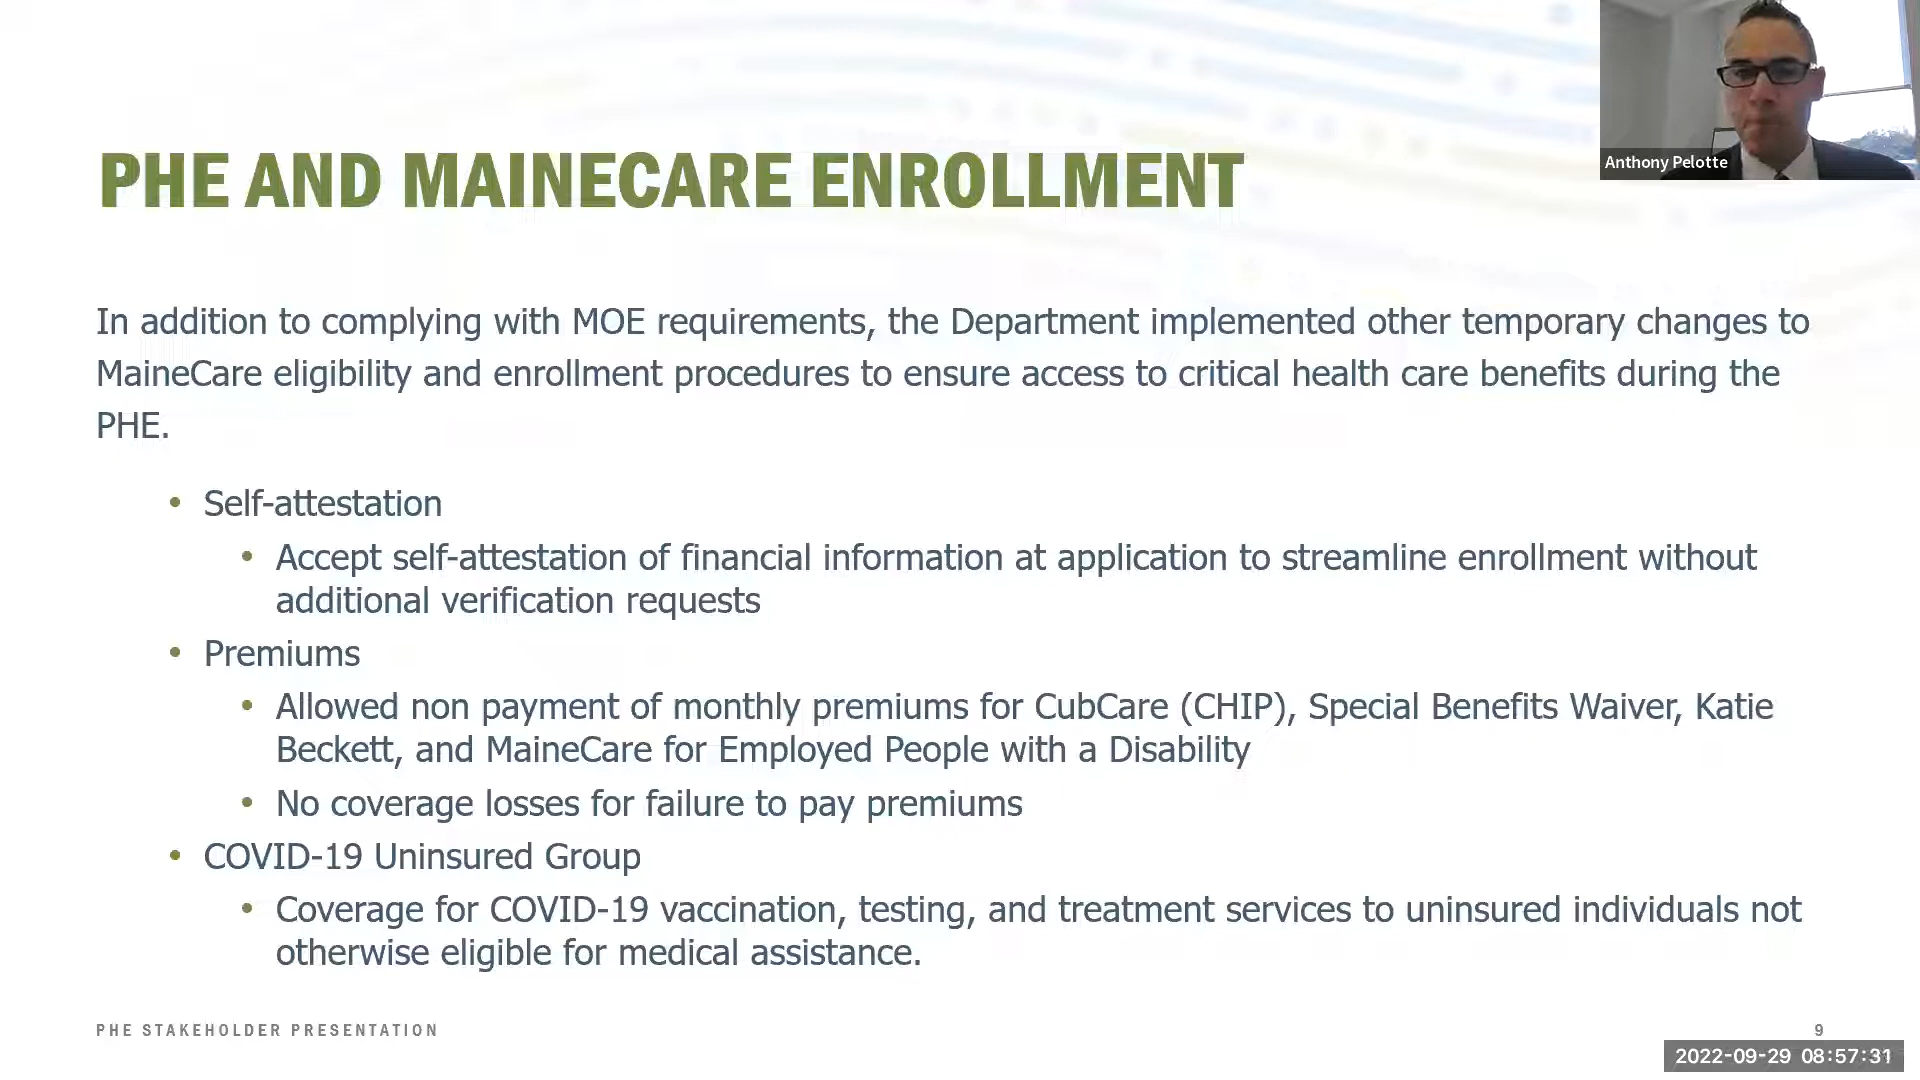 Anthony Pelotte
PHE AND MAINECARE ENROLLMENT
In addition to complying with MOE requirements, the Department implemented other temporary changes to
MaineCare eligibility and enrollment procedures to ensure access to critical health care benefits during the
PHE.
• Self-attestation
• Accept self-attestation of financial information at application to streamline enrollment without
additional verification requests
• Premiums
• Allowed non payment of monthly premiums for CubCare (CHIP), Special Benefits Waiver, Katie
Beckett, and MaineCare for Employed People with a Disability
• No coverage losses for failure to pay premiums
• COVID-19 Uninsured Group
• Coverage for COVID-19 vaccination, testing, and treatment services to uninsured individuals not
otherwise eligible for medical assistance.
PHE STAKEHOLDER PRESENTATION
9
2022-09-29 08:57:31